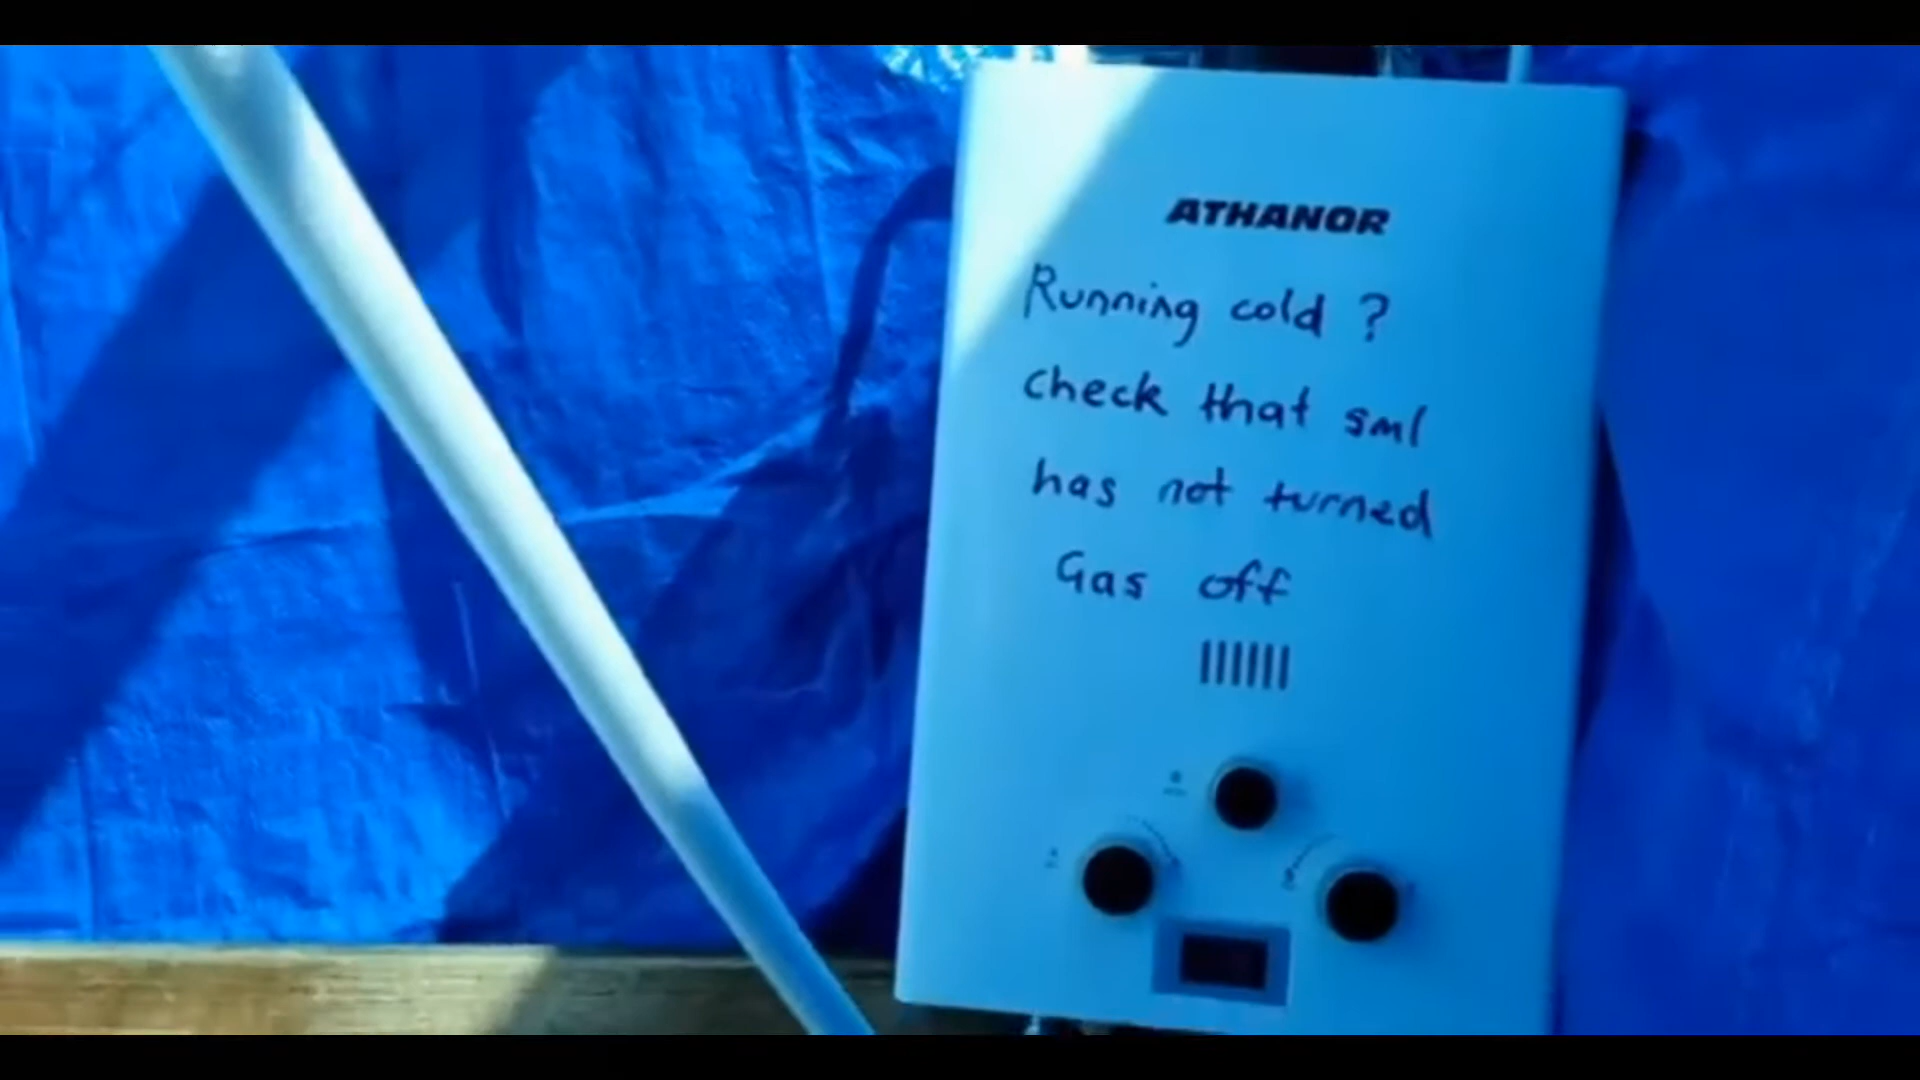 ATHANOR
Running cold ?
check that sml
has not turned
Gas off